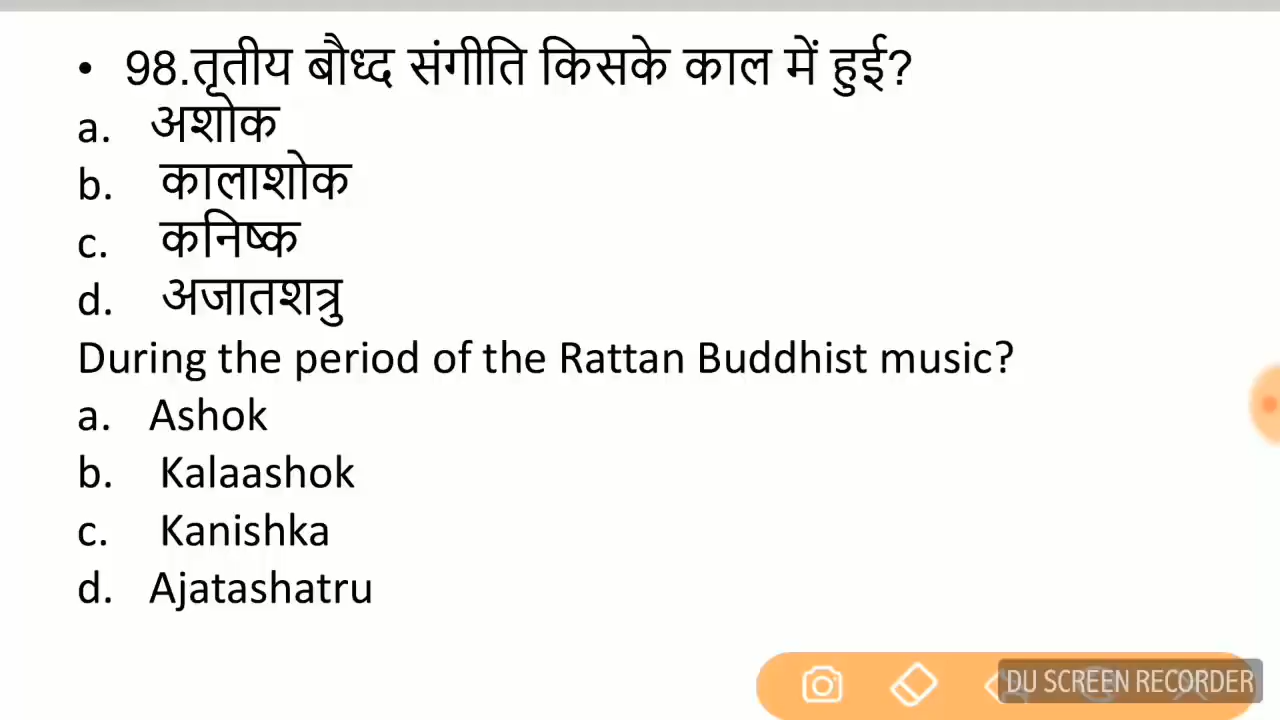 • 98.तृतीय बौध्द संगीति किसके काल में हुई?
a. अशोक
b. कालाशोक
c. कनिष्क
d. अजातशत्रु
During the period of the Rattan Buddhist music?
a. Ashok
b. Kalaashok
c. Kanishka
d. Ajatashatru
DU SCREEN RECORDER